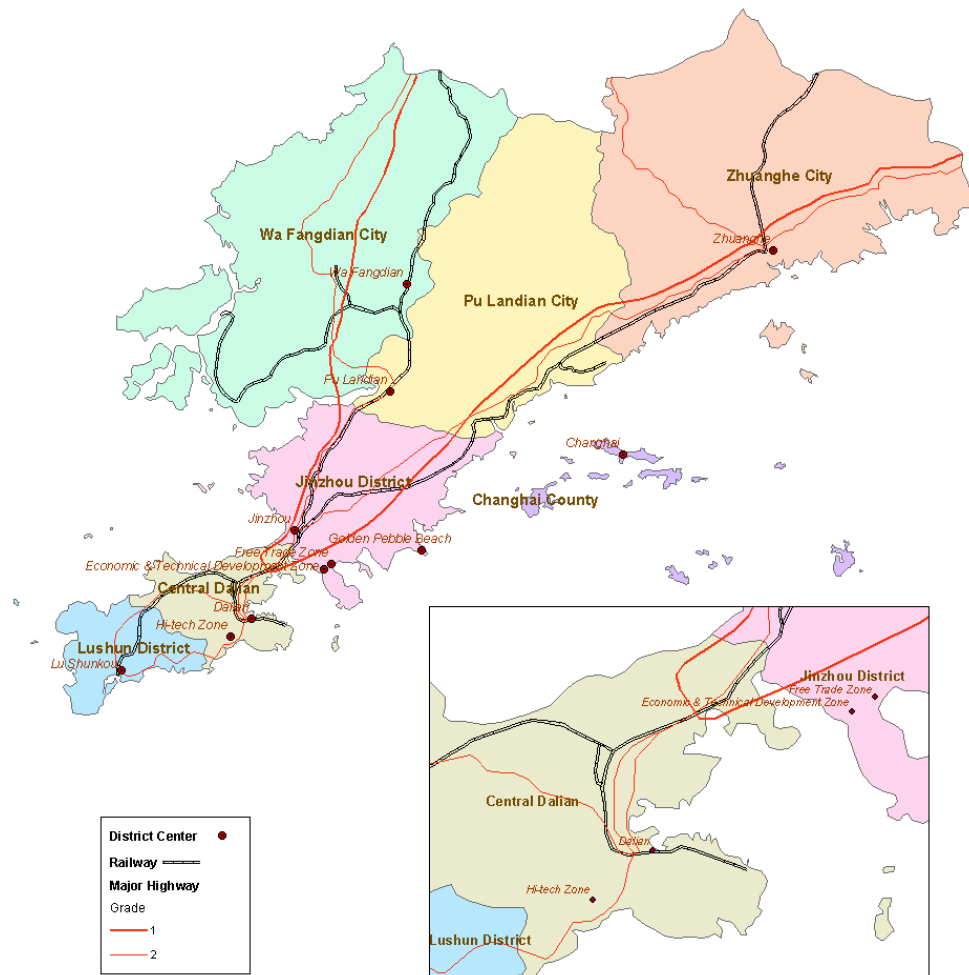 Zhuanghe City
Wa Fangdian City
Zhuanghe
Wa Fangdian
Pu Landian City
Pu Landian
Changhai
Jinzhou District
Changhai County
Jinzhou
Golden Pebble Beach
Free Trade Zone
Economic & Technical Development Zone
Central Dalian
Dalian
Hi-tech Zone
Lushun District
Lu Shunkou
Jinzhou District
Free Trade Zone
Economic & Technical Development Zone
Central Dalian
Dalian
Hi-tech Zone
Lushun District
District Center
Railway
Major Highway
Grade
1
2